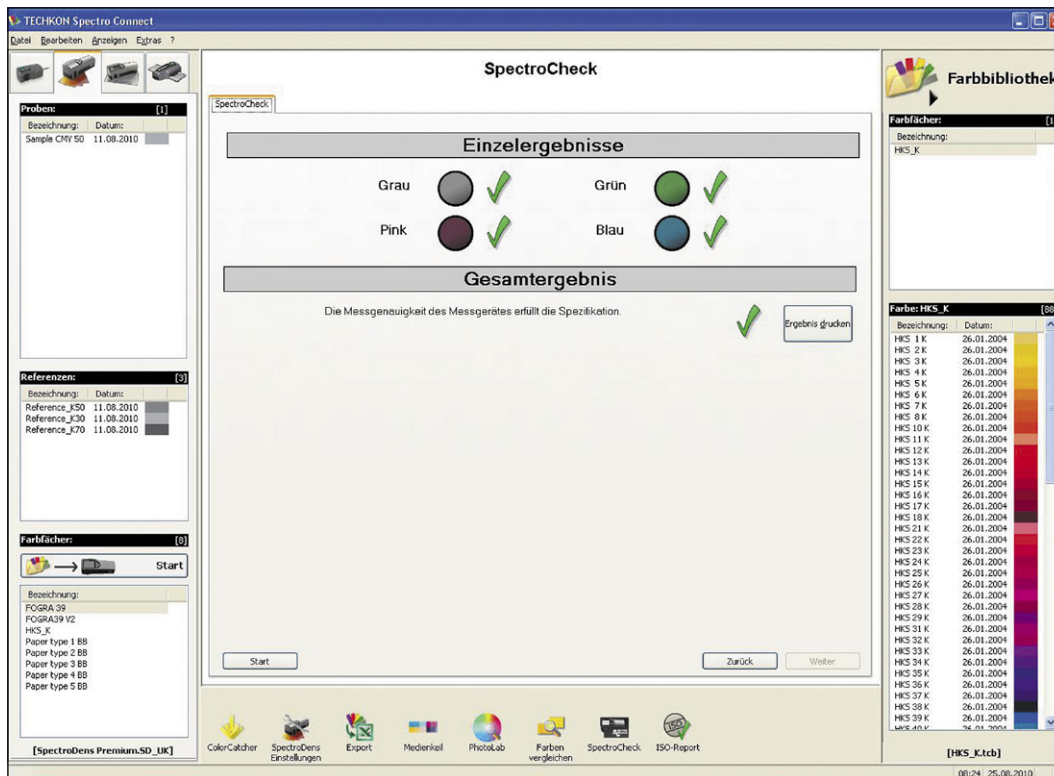 TECHKON Spectro Connect
Datei Bearbeiten Anzeigen Extras ?
Proben: [1]
Bezeichnung: Datum:
Sample CMY 50 11.08.2010
Referenzen: [3]
Bezeichnung: Datum:
Reference_K50 11.08.2010
Reference_K30 11.08.2010
Reference_K70 11.08.2010
Farbfächer: [8]
Start
Bezeichnung:
FOGRA 39
FOGRA39 V2
HKS_K
Paper type 1 BB
Paper type 2 BB
Paper type 3 BB
Paper type 4 BB
Paper type 5 BB
[SpectroDens Premium.SD_UK]
SpectroCheck
SpectroCheck
Einzelergebnisse
Grau Grün
Pink Blau
Gesamtergebnis
Die Messgenauigkeit des Messgerätes erfüllt die Spezifikation.
Ergebnis drucken
Start Zurück Weiter
ColorCatcher
SpectroDens Einstellungen
Export
Medienkeil
PhotoLab
Farben vergleichen
SpectroCheck
ISO-Report
Farbbibliothek
Farbfächer: [1
Bezeichnung:
HKS_K
Farbe: HKS_K [88
Bezeichnung: Datum:
HKS 1 K 26.01.2004
HKS 2 K 26.01.2004
HKS 3 K 26.01.2004
HKS 4 K 26.01.2004
HKS 5 K 26.01.2004
HKS 6 K 26.01.2004
HKS 7 K 26.01.2004
HKS 8 K 26.01.2004
HKS 10 K 26.01.2004
HKS 11 K 26.01.2004
HKS 12 K 26.01.2004
HKS 13 K 26.01.2004
HKS 14 K 26.01.2004
HKS 15 K 26.01.2004
HKS 16 K 26.01.2004
HKS 17 K 26.01.2004
HKS 18 K 26.01.2004
HKS 21 K 26.01.2004
HKS 22 K 26.01.2004
HKS 23 K 26.01.2004
HKS 24 K 26.01.2004
HKS 25 K 26.01.2004
HKS 26 K 26.01.2004
HKS 27 K 26.01.2004
HKS 28 K 26.01.2004
HKS 29 K 26.01.2004
HKS 31 K 26.01.2004
HKS 32 K 26.01.2004
HKS 33 K 26.01.2004
HKS 34 K 26.01.2004
HKS 35 K 26.01.2004
HKS 36 K 26.01.2004
HKS 37 K 26.01.2004
HKS 38 K 26.01.2004
HKS 39 K 26.01.2004
[HKS_K.tcb]
08:24 25.08.2010